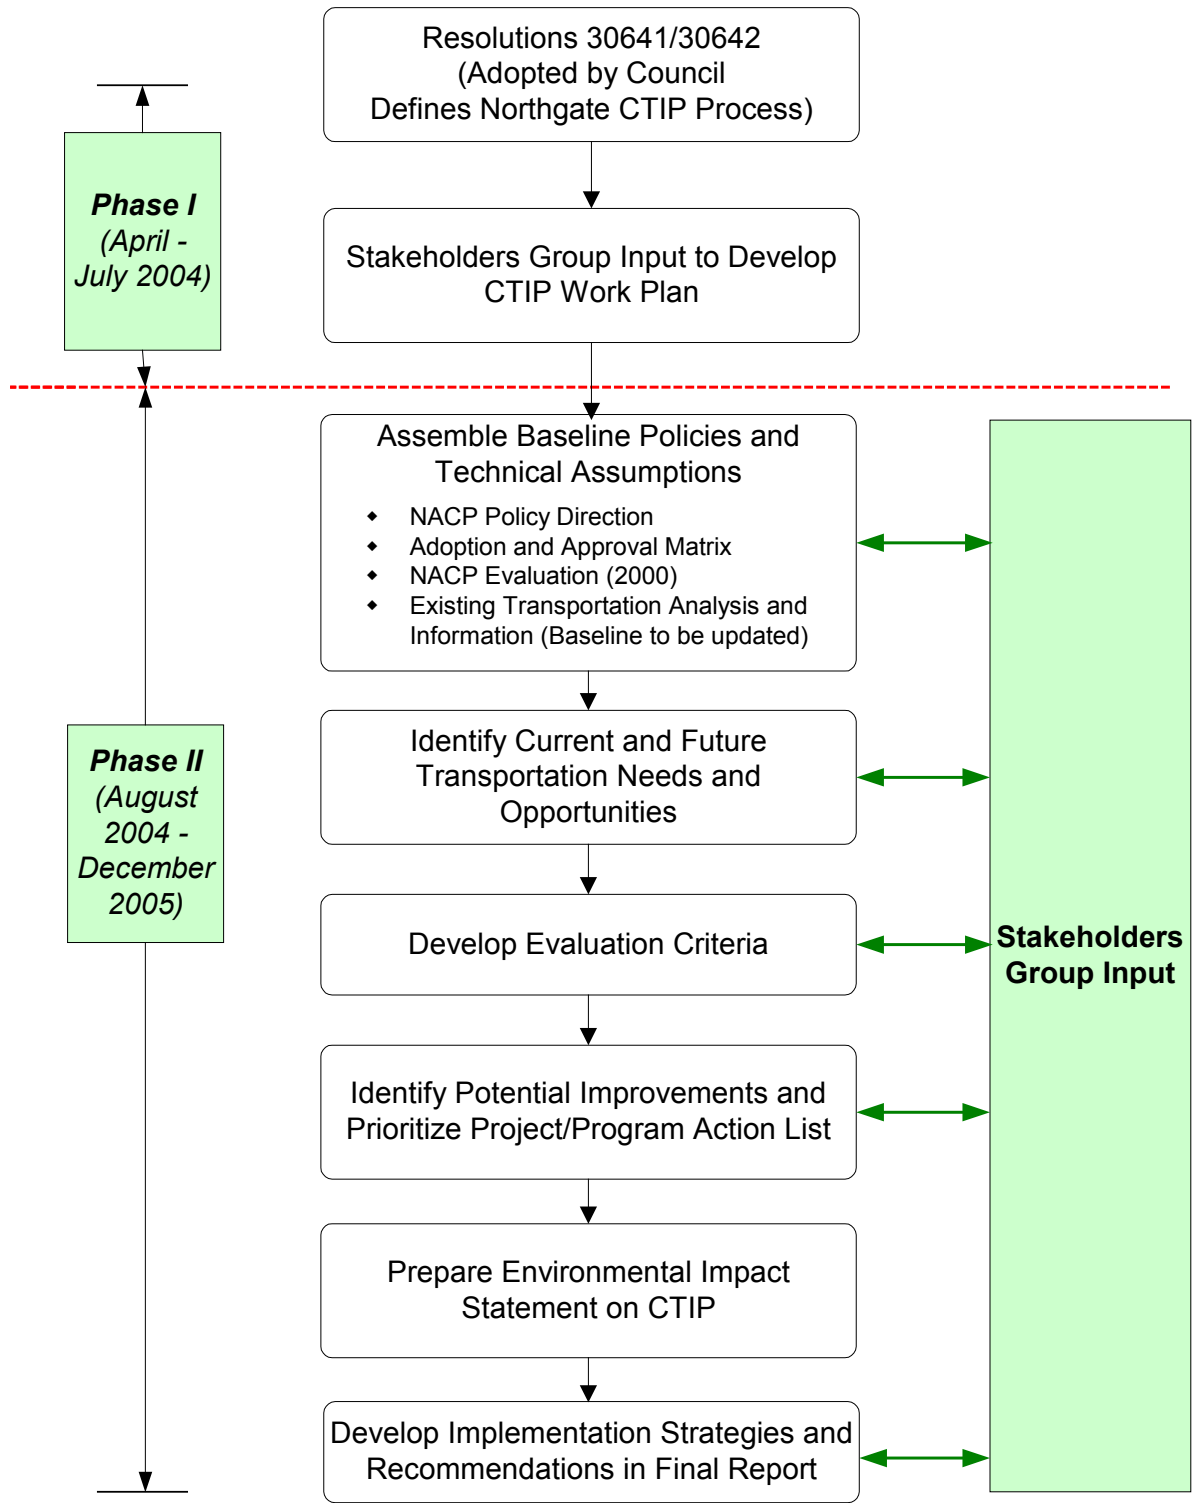 Resolutions 30641/30642
(Adopted by Council
Defines Northgate CTIP Process)
Phase I
(April -
July 2004)
Stakeholders Group Input to Develop
CTIP Work Plan
Assemble Baseline Policies and
Technical Assumptions
◆ NACP Policy Direction
◆ Adoption and Approval Matrix
◆ NACP Evaluation (2000)
◆ Existing Transportation Analysis and
Information (Baseline to be updated)
Identify Current and Future
Transportation Needs and
Opportunities
Phase II
(August
2004 -
December
2005)
Develop Evaluation Criteria
Stakeholders
Group Input
Identify Potential Improvements and
Prioritize Project/Program Action List
Prepare Environmental Impact
Statement on CTIP
Develop Implementation Strategies and
Recommendations in Final Report